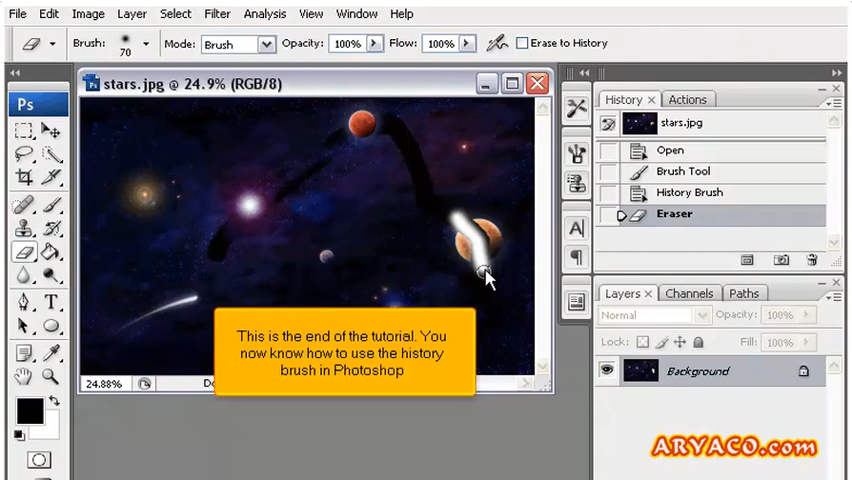 File Edit Image Layer Select Filter Analysis View Window Help
Brush: 70 Mode: Brush Opacity: 100% Flow: 100% Erase to History
Ps
stars.jpg @ 24.9% (RGB/8)
24.88%
This is the end of the tutorial. You
now know how to use the history
brush in Photoshop
History Actions
stars.jpg
Open
Brush Tool
History Brush
Eraser
Layers Channels Paths
Normal Opacity: 100%
Lock: Fill: 100%
Background
ARYACO.com